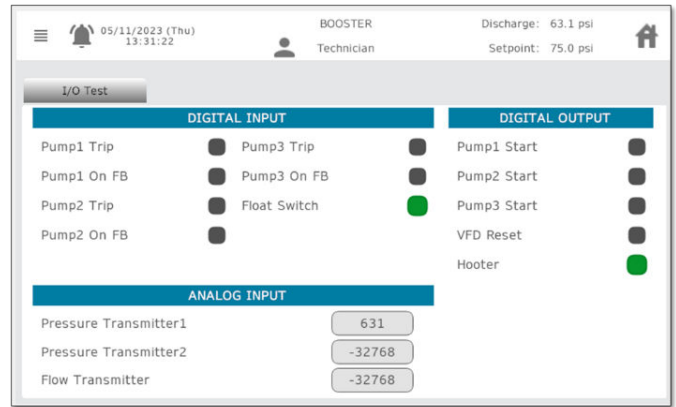 05/11/2023 (Thu)
13:31:22
BOOSTER
Technician
Discharge: 63.1 psi
Setpoint: 75.0 psi
I/O Test
DIGITAL INPUT
Pump1 Trip
Pump3 Trip
Pump1 On FB
Pump3 On FB
Pump2 Trip
Float Switch
Pump2 On FB
DIGITAL OUTPUT
Pump1 Start
Pump2 Start
Pump3 Start
VFD Reset
Hooter
ANALOG INPUT
Pressure Transmitter1 631
Pressure Transmitter2 -32768
Flow Transmitter -32768